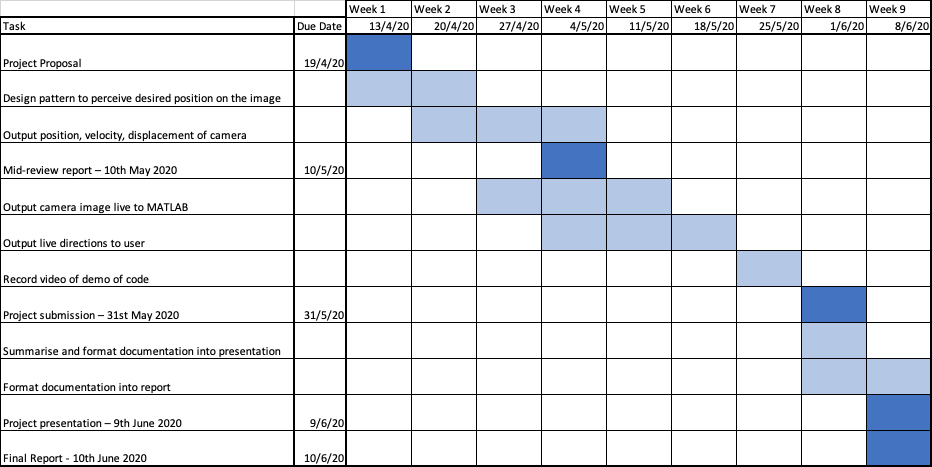 Week 1 Week 2 Week 3 Week 4 Week 5 Week 6 Week 7 Week 8 Week 9
Task Due Date 13/4/20 20/4/20 27/4/20 4/5/20 11/5/20 18/5/20 25/5/20 1/6/20 8/6/20
Project Proposal 19/4/20
Design pattern to perceive desired position on the image
Output position, velocity, displacement of camera
Mid-review report – 10th May 2020 10/5/20
Output camera image live to MATLAB
Output live directions to user
Record video of demo of code
Project submission – 31st May 2020 31/5/20
Summarise and format documentation into presentation
Format documentation into report
Project presentation – 9th June 2020 9/6/20
Final Report - 10th June 2020 10/6/20